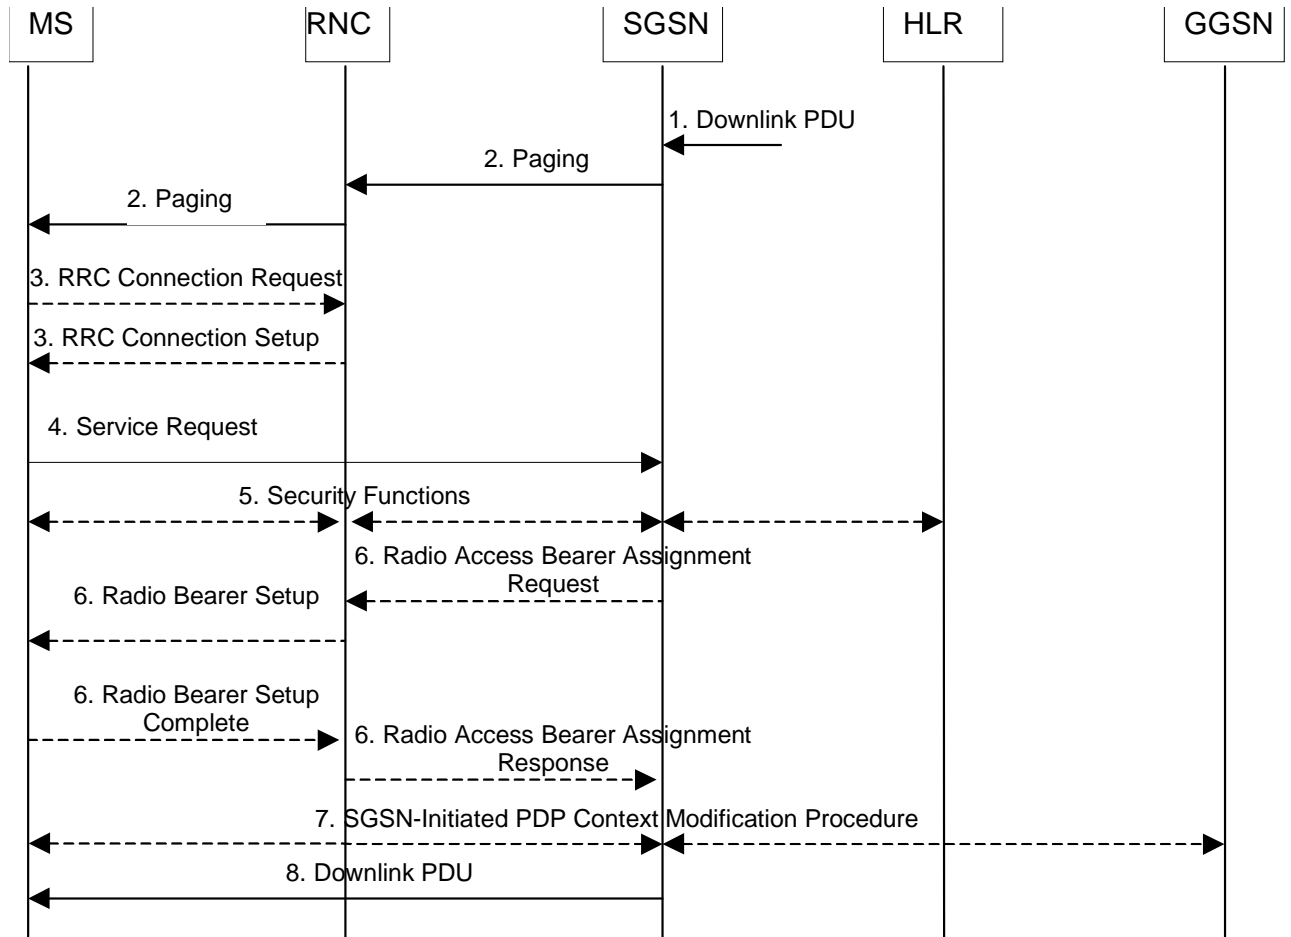 MS
RNC
SGSN
HLR
GGSN
1. Downlink PDU
2. Paging
2. Paging
3. RRC Connection Request
3. RRC Connection Setup
4. Service Request
5. Security Functions
6. Radio Access Bearer Assignment
Request
6. Radio Bearer Setup
6. Radio Bearer Setup
Complete
6. Radio Access Bearer Assignment
Response
7. SGSN-Initiated PDP Context Modification Procedure
8. Downlink PDU